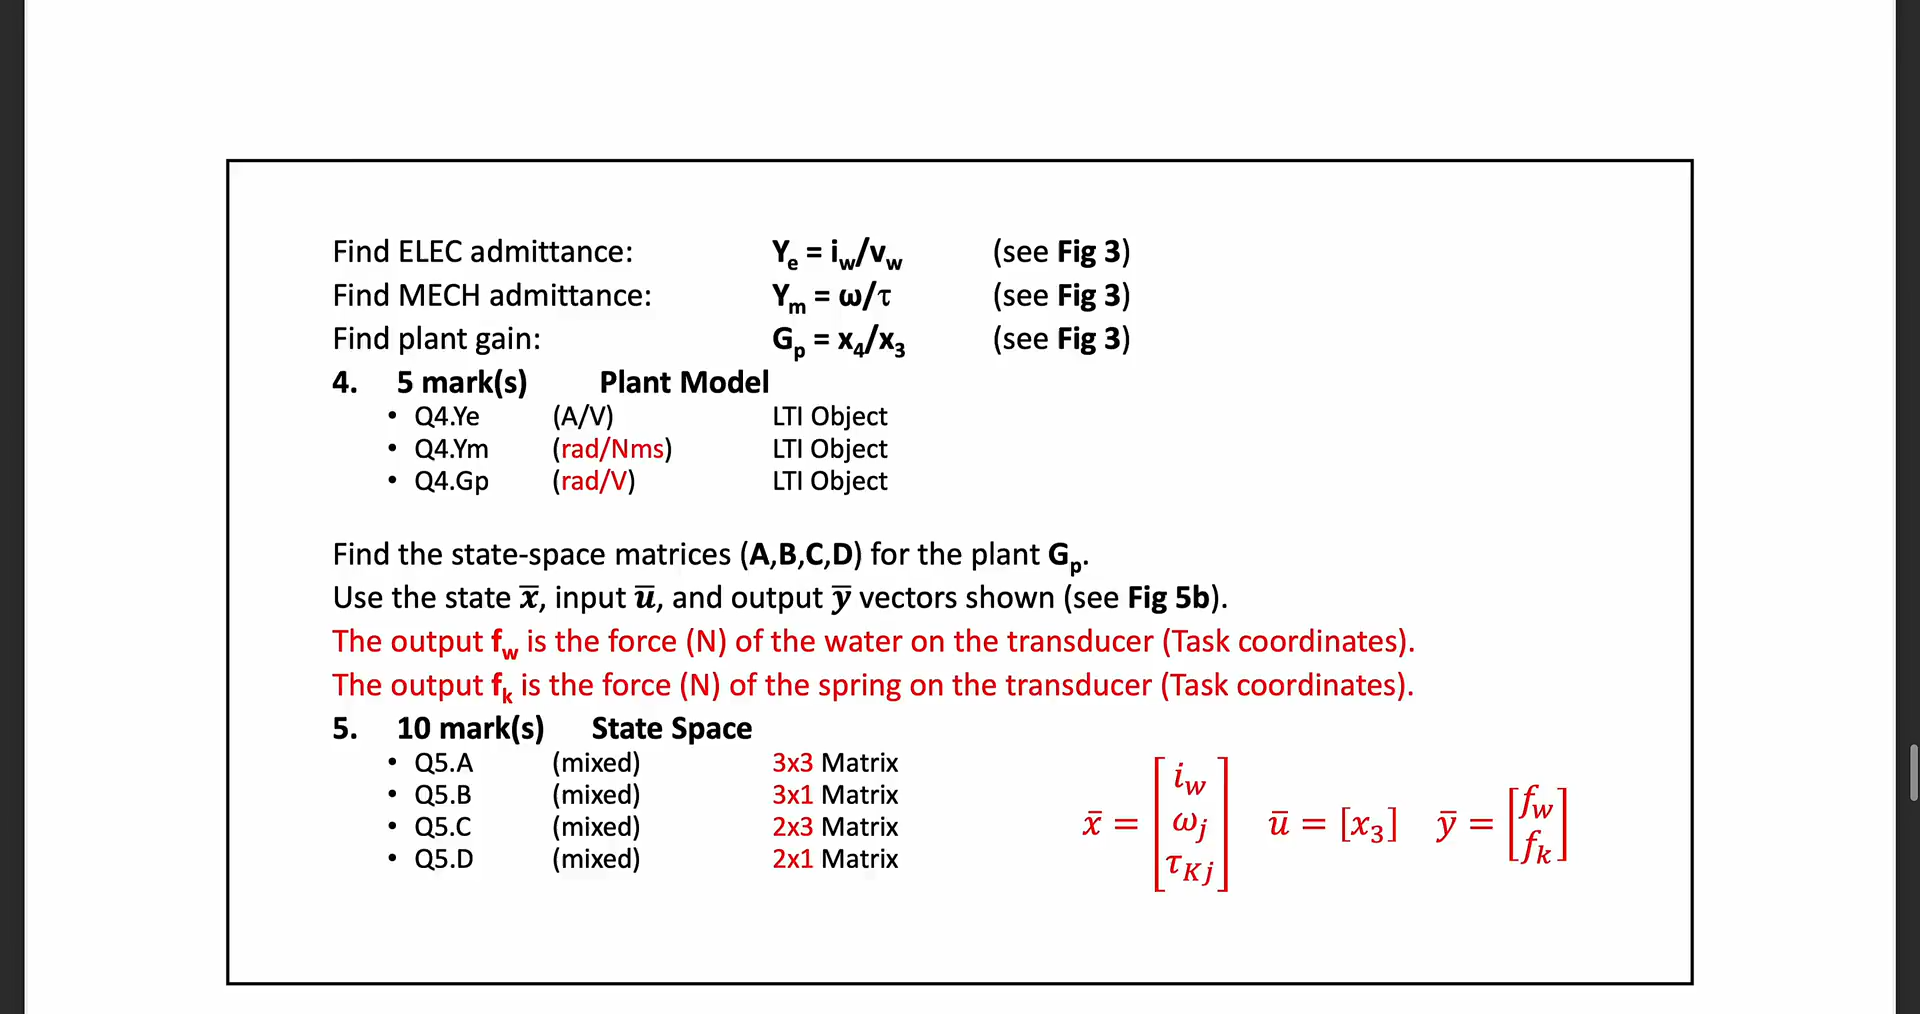 Find ELEC admittance: Ye = iw/vw (see Fig 3)
Find MECH admittance: Ym = ω/τ (see Fig 3)
Find plant gain: Gp = x4/x3 (see Fig 3)
4. 5 mark(s) Plant Model
• Q4.Ye (A/V) LTI Object
• Q4.Ym (rad/Nms) LTI Object
• Q4.Gp (rad/V) LTI Object
Find the state-space matrices (A,B,C,D) for the plant Gp.
Use the state x̅, input u̅, and output y̅ vectors shown (see Fig 5b).
The output fw is the force (N) of the water on the transducer (Task coordinates).
The output fk is the force (N) of the spring on the transducer (Task coordinates).
5. 10 mark(s) State Space
• Q5.A (mixed) 3x3 Matrix
• Q5.B (mixed) 3x1 Matrix
• Q5.C (mixed) 2x3 Matrix
• Q5.D (mixed) 2x1 Matrix
x̅ = [iw ωj τKj] u̅ = [x3] y̅ = [fw fk]